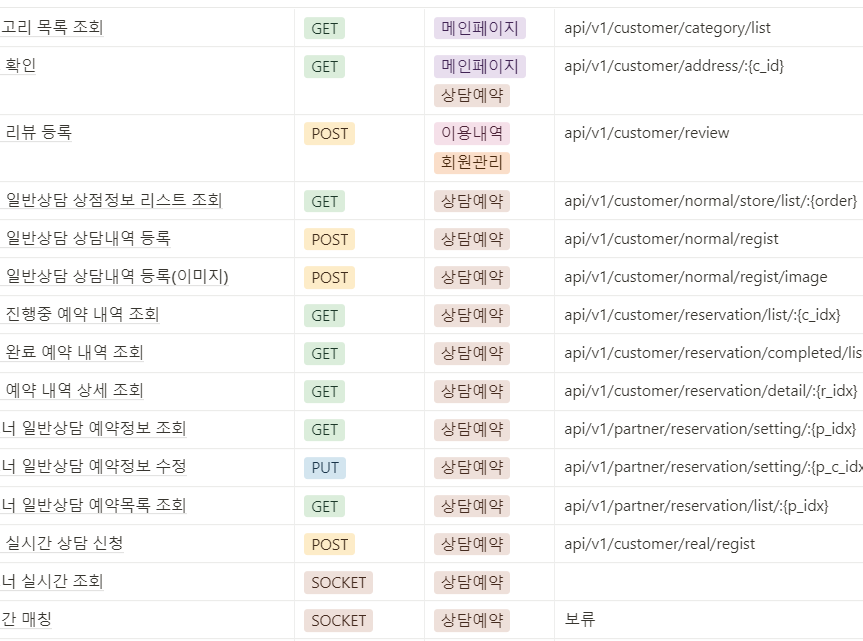 고리 목록 조회 GET 메인페이지 api/v1/customer/category/list
확인 GET 메인페이지 api/v1/customer/address/:{c_id}
상담예약
리뷰 등록 POST 이용내역 api/v1/customer/review
회원관리
일반상담 상점정보 리스트 조회 GET 상담예약 api/v1/customer/normal/store/list/:{order}
일반상담 상담내역 등록 POST 상담예약 api/v1/customer/normal/regist
일반상담 상담내역 등록(이미지) POST 상담예약 api/v1/customer/normal/regist/image
진행중 예약 내역 조회 GET 상담예약 api/v1/customer/reservation/list/:{c_idx}
완료 예약 내역 조회 GET 상담예약 api/v1/customer/reservation/completed/lis
예약 내역 상세 조회 GET 상담예약 api/v1/customer/reservation/detail/:{r_idx}
너 일반상담 예약정보 조회 GET 상담예약 api/v1/partner/reservation/setting/:{p_idx}
너 일반상담 예약정보 수정 PUT 상담예약 api/v1/partner/reservation/setting/:{p_c_idx
너 일반상담 예약목록 조회 GET 상담예약 api/v1/partner/reservation/list/:{p_idx}
실시간 상담 신청 POST 상담예약 api/v1/customer/real/regist
너 실시간 조회 SOCKET 상담예약
간 매칭 SOCKET 상담예약 보류